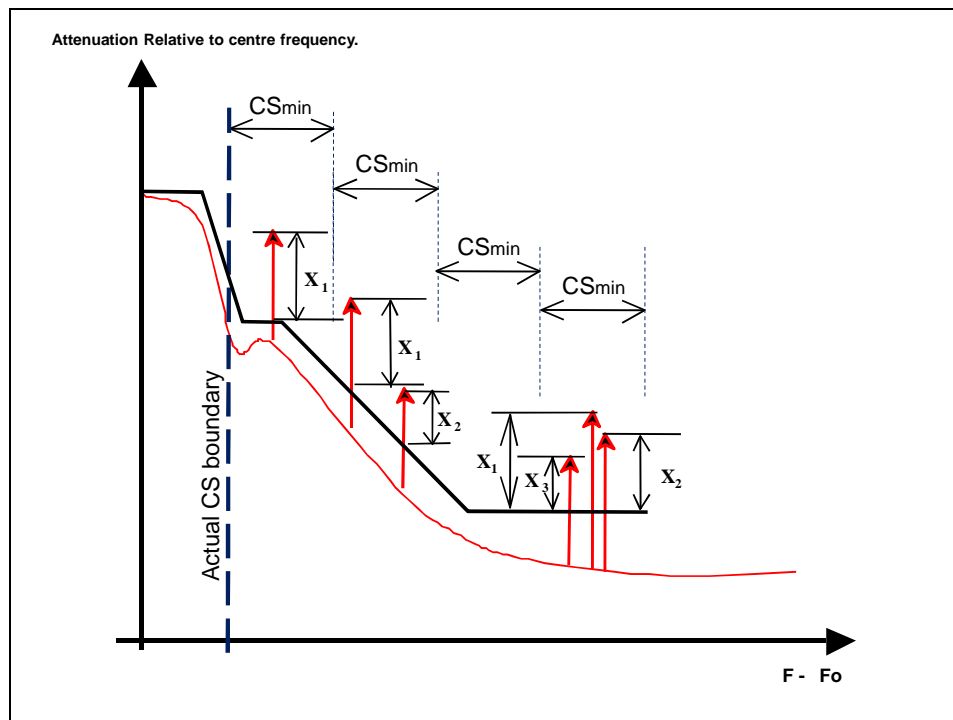 Attenuation Relative to centre frequency.
CSmin
CSmin
CSmin
CSmin
X1
X1
X2
X1
X3
X2
Actual CS boundary
F - Fo